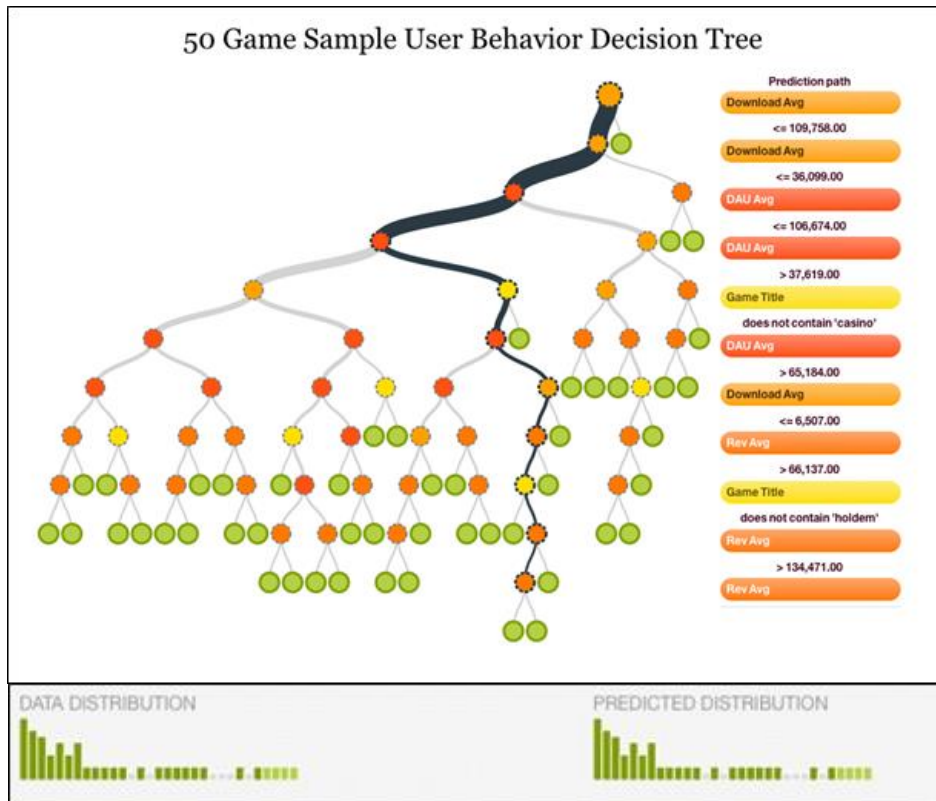 50 Game Sample User Behavior Decision Tree
Prediction path
Download Avg
<= 109,758.00
Download Avg
<= 36,099.00
DAU Avg
<= 106,674.00
DAU Avg
> 37,619.00
Game Title
does not contain 'casino'
DAU Avg
> 65,184.00
Download Avg
<= 6,507.00
Rev Avg
> 66,137.00
Game Title
does not contain 'holdem'
Rev Avg
> 134,471.00
Rev Avg
DATA DISTRIBUTION
PREDICTED DISTRIBUTION